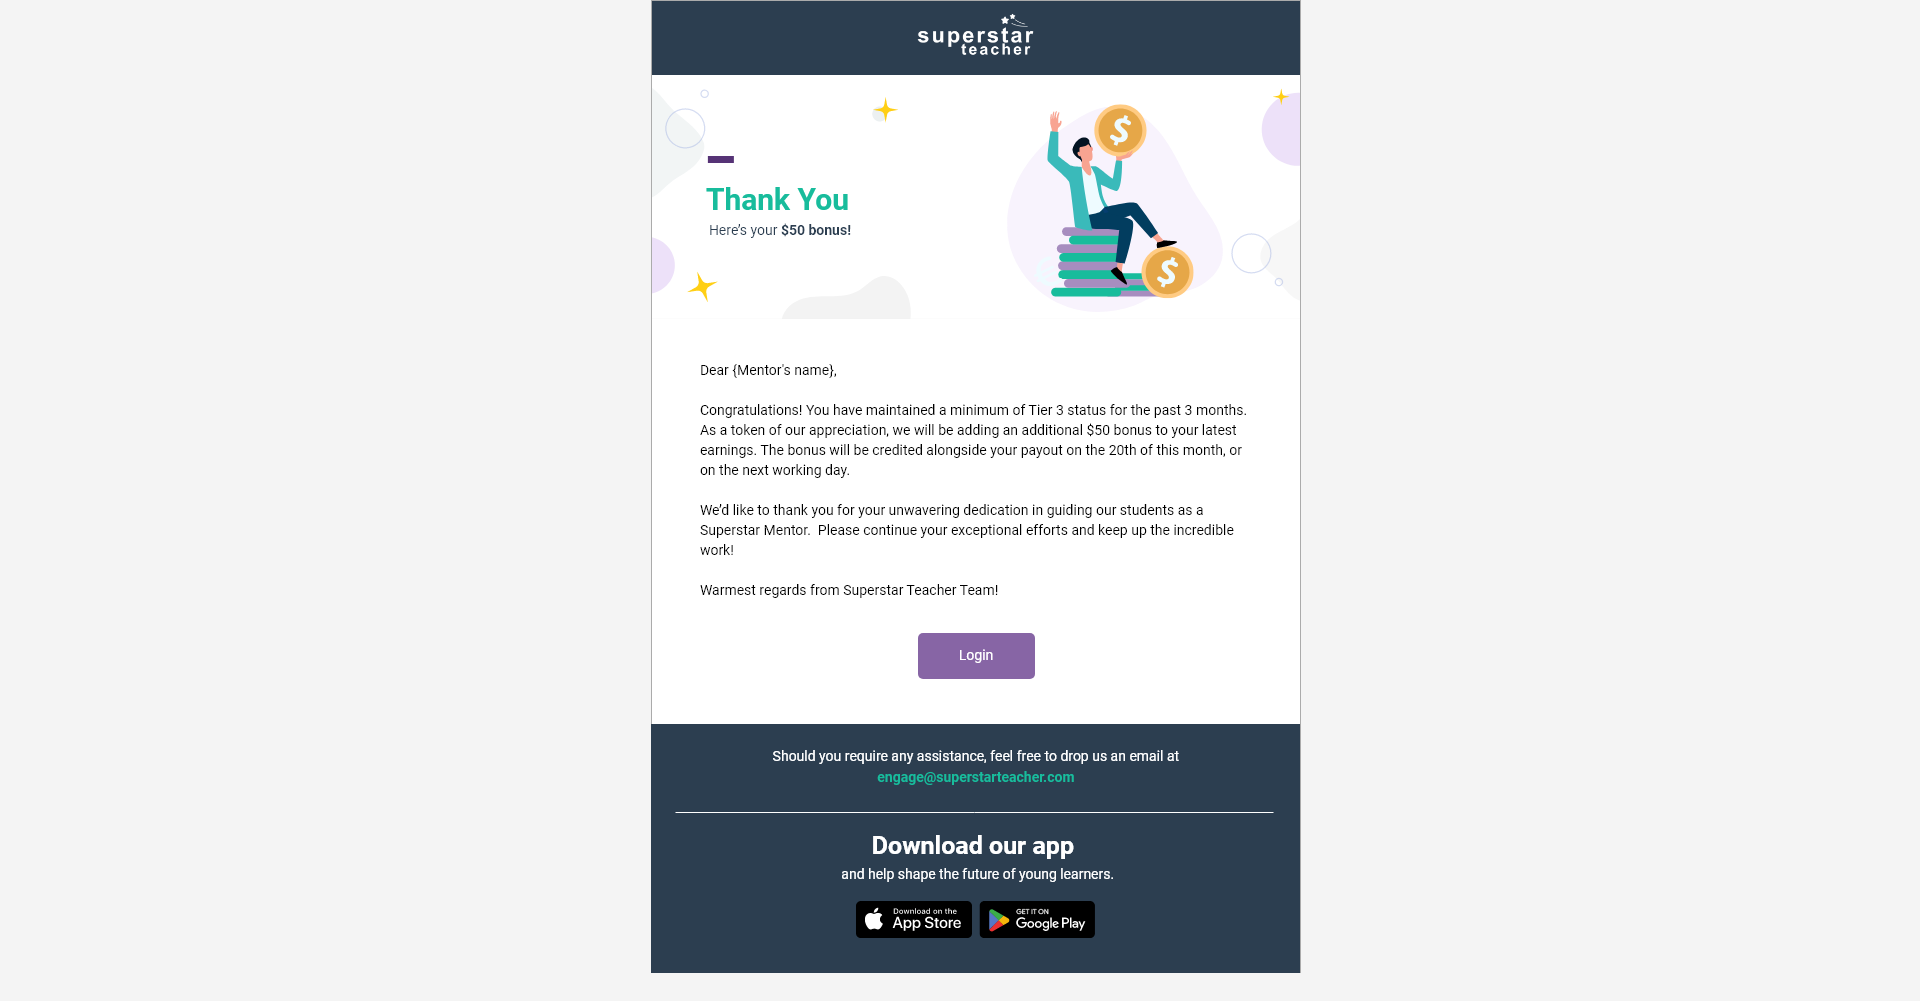 superstar
teacher
$
Thank You
Here’s your $50 bonus!
$
Dear {Mentor's name},
Congratulations! You have maintained a minimum of Tier 3 status for the past 3 months.
As a token of our appreciation, we will be adding an additional $50 bonus to your latest
earnings. The bonus will be credited alongside your payout on the 20th of this month, or
on the next working day.
We’d like to thank you for your unwavering dedication in guiding our students as a
Superstar Mentor.  Please continue your exceptional efforts and keep up the incredible
work!
Warmest regards from Superstar Teacher Team!
Login
Should you require any assistance, feel free to drop us an email at
engage@superstarteacher.com
Download our app
and help shape the future of young learners.
Download on the
App Store
GET IT ON
Google Play